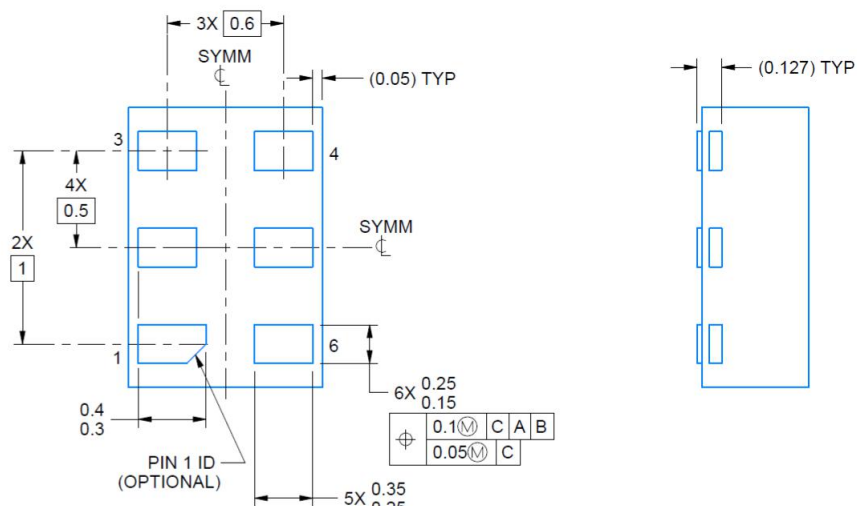 3X 0.6
SYMM
CL
(0.05) TYP
(0.127) TYP
3
4
4X
0.5
SYMM
CL
2X
1
1
6
6X 0.25
0.15
0.4
0.3
0.1Ⓜ C A B
0.05Ⓜ C
PIN 1 ID
(OPTIONAL)
5X 0.35